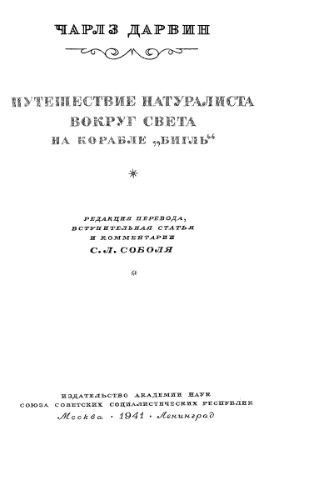 ЧАРЛЗ ДАРВИН
ПУТЕШЕСТВИЕ НАТУРАЛИСТА
ВОКРУГ СВЕТА
НА КОРАБЛЕ „БИГЛЬ“
*
РЕДАКЦИЯ ПЕРЕВОДА,
ВСТУПИТЕЛЬНАЯ СТАТЬЯ
И КОММЕНТАРИИ
С. Л. СОБОЛЯ
*
ИЗДАТЕЛЬСТВО АКАДЕМИИ НАУК
СОЮЗА СОВЕТСКИХ СОЦИАЛИСТИЧЕСКИХ РЕСПУБЛИК
Москва · 1941 · Ленинград